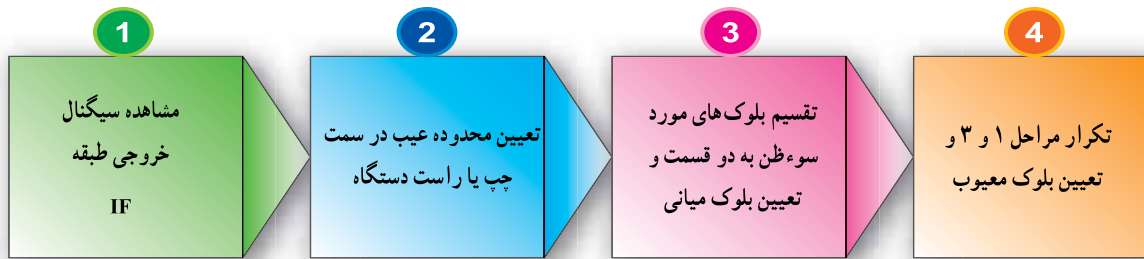 1
مشاهده سیگنال
خروجی طبقه
IF
2
تعیین محدوده عیب در سمت
چپ یا راست دستگاه
3
تقسیم بلوک‌های مورد
سوءظن به دو قسمت و
تعیین بلوک میانی
4
تکرار مراحل ۱ و ۳ و
تعیین بلوک معیوب